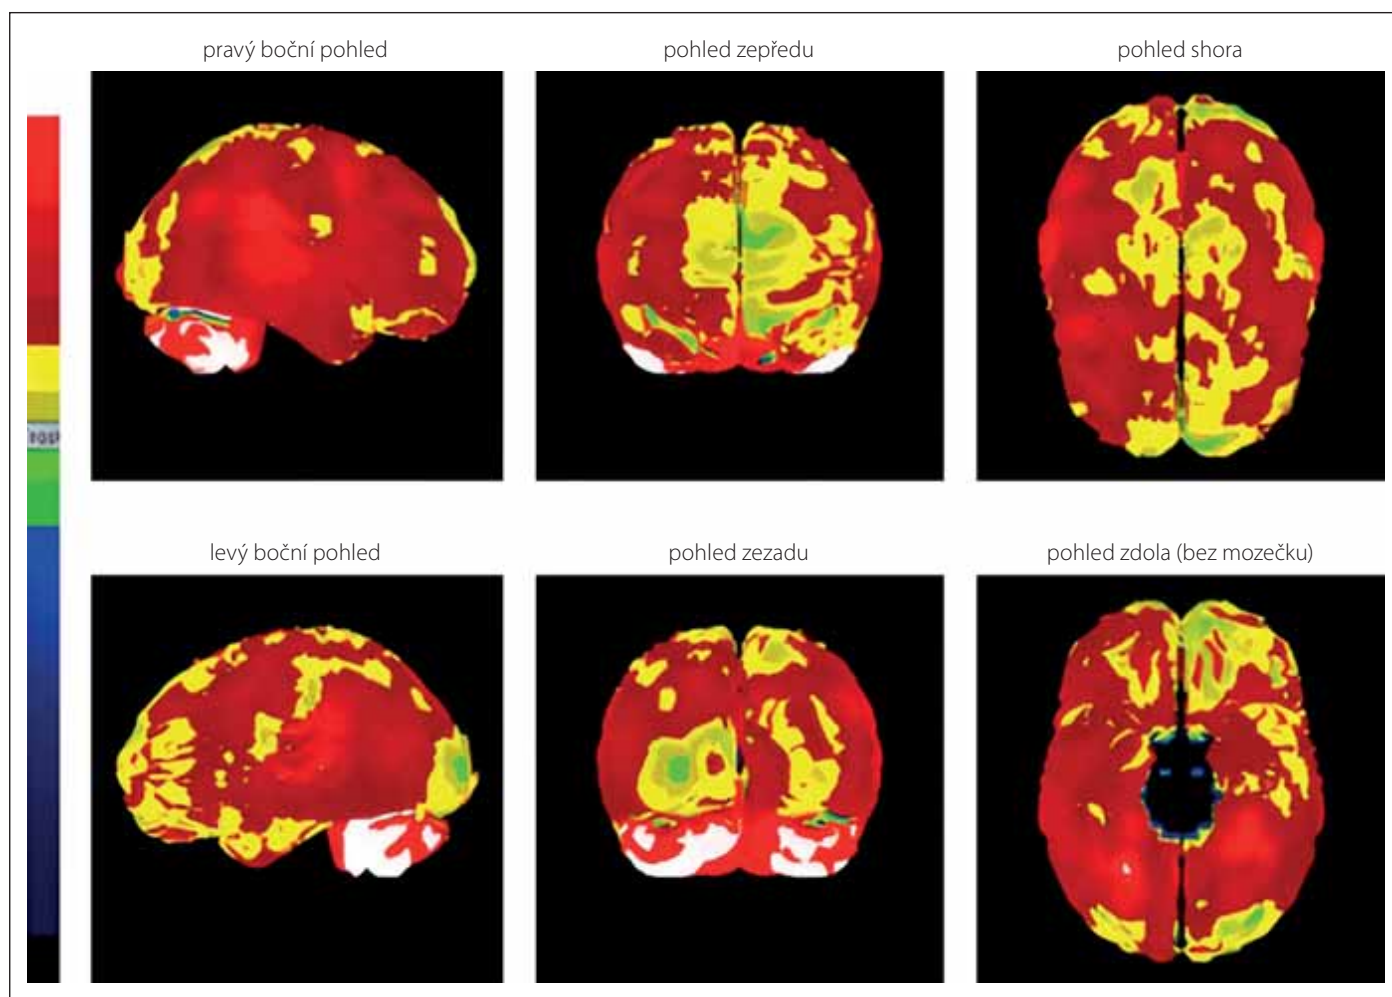 pravý boční pohled
pohled zepředu
pohled shora
levý boční pohled
pohled zezadu
pohled zdola (bez mozečku)